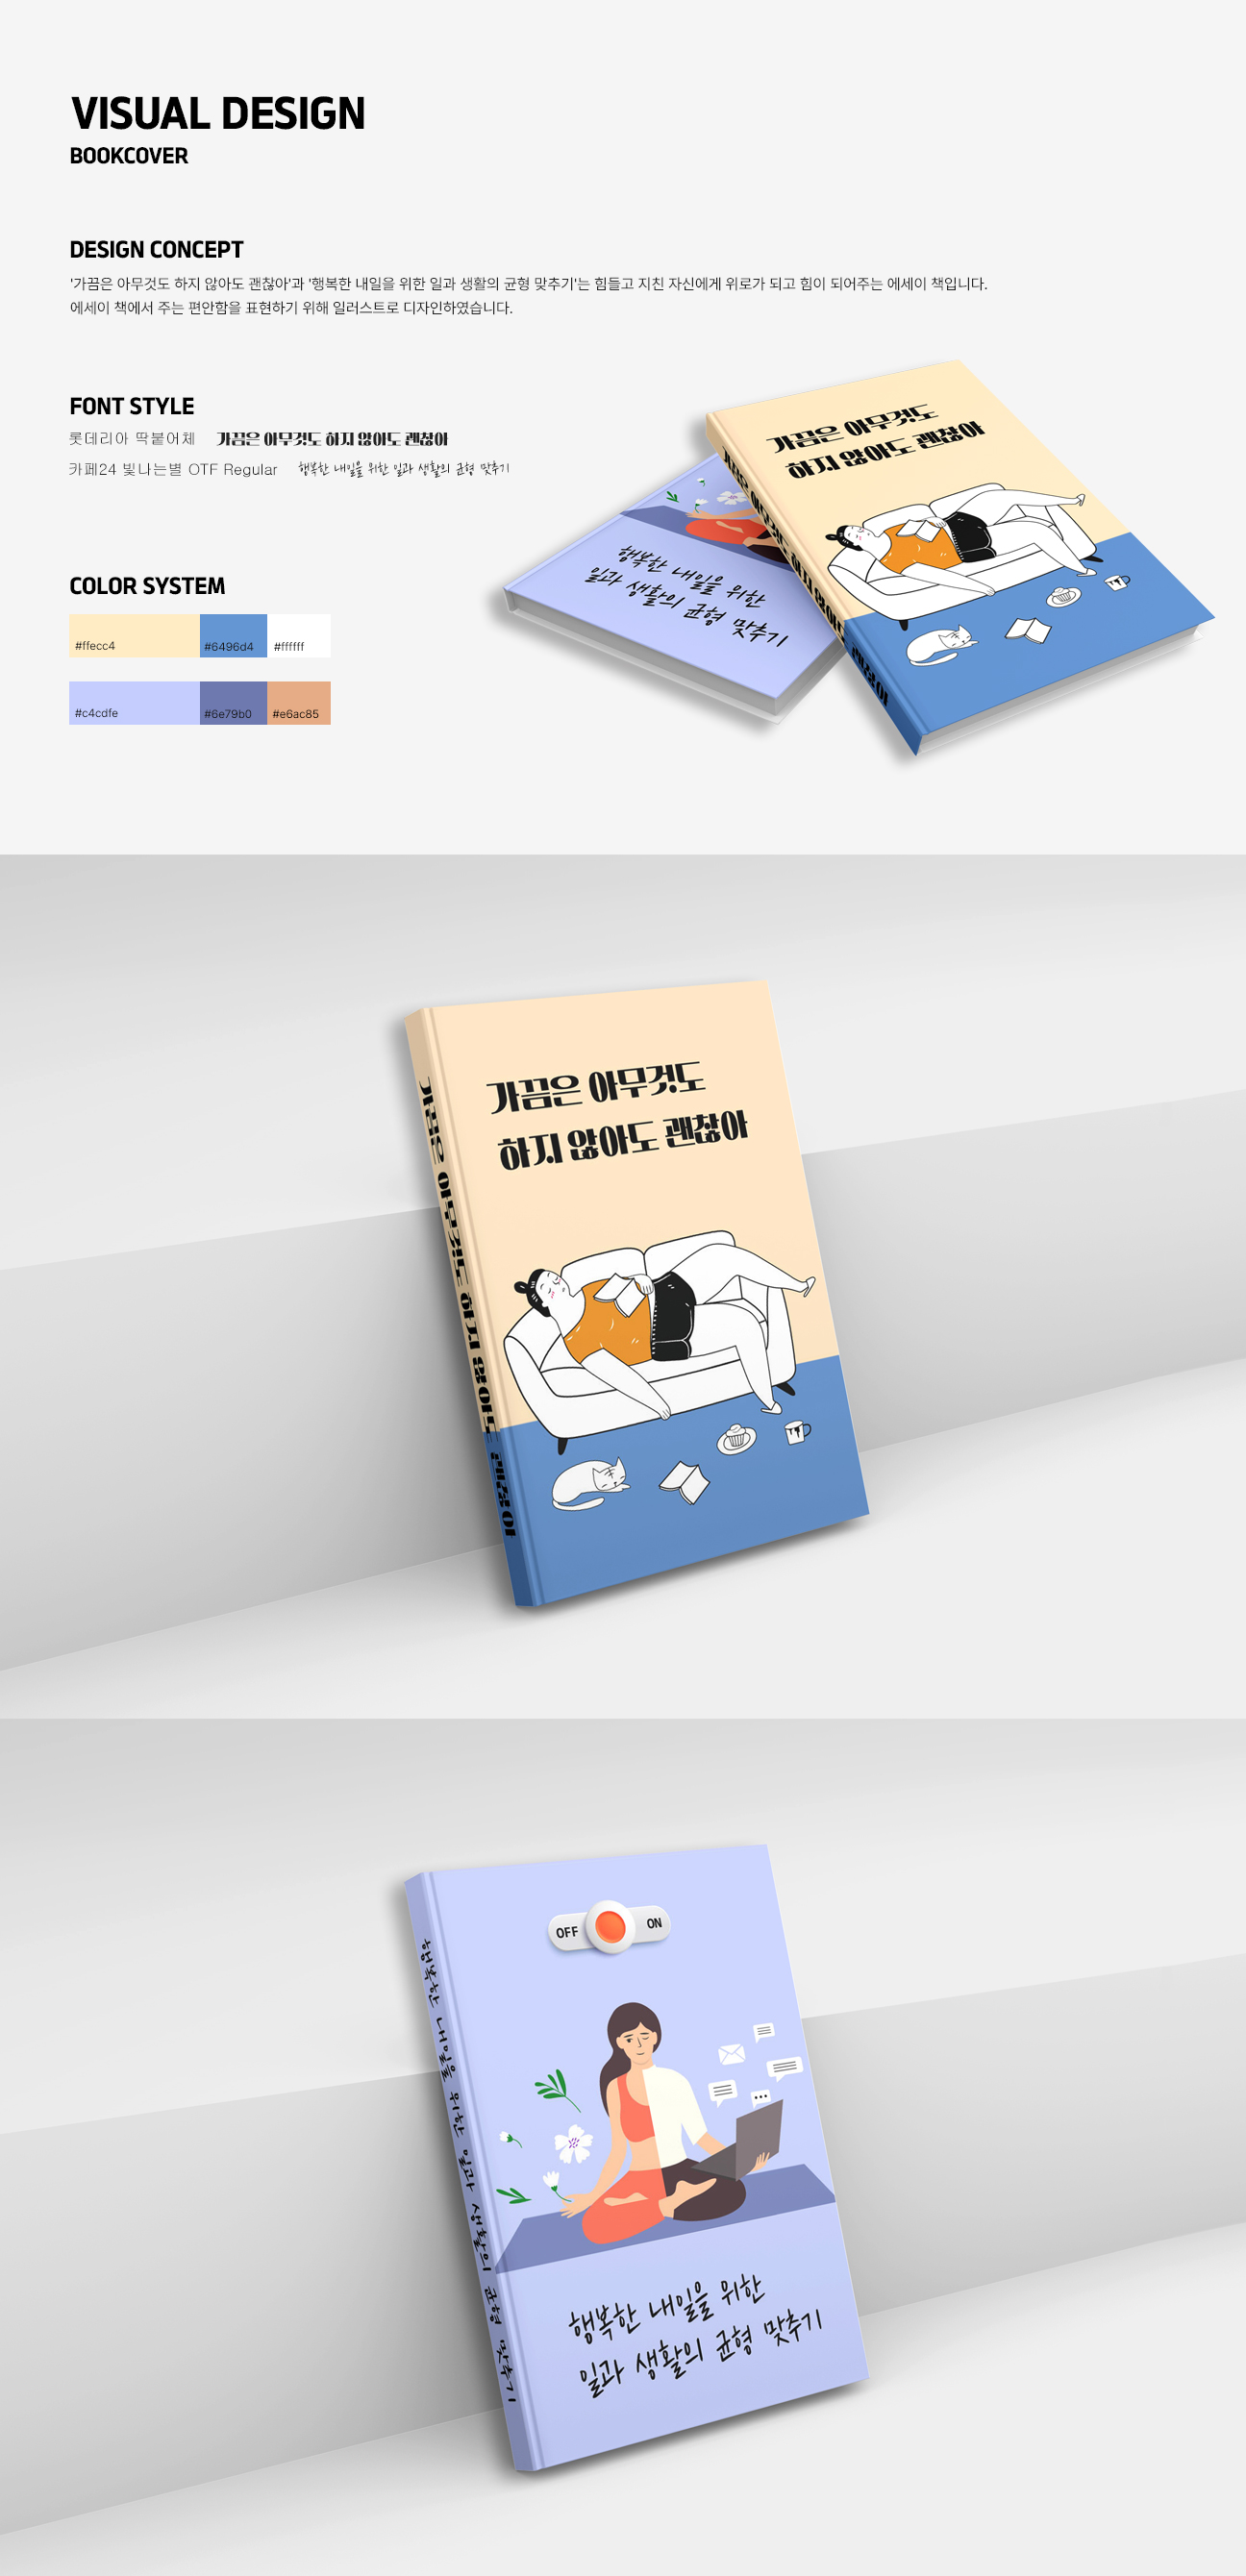 VISUAL DESIGN
BOOKCOVER
DESIGN CONCEPT
'가끔은 아무것도 하지 않아도 괜찮아'과 '행복한 내일을 위한 일과 생활의 균형 맞추기'는 힘들고 지친 자신에게 위로가 되고 힘이 되어주는 에세이 책입니다.
에세이 책에서 주는 편안함을 표현하기 위해 일러스트로 디자인하였습니다.
FONT STYLE
롯데리아 딱붙어체 가끔은 아무것도 하지 않아도 괜찮아
카페24 빛나는별 OTF Regular 행복한 내일을 위한 일과 생활의 균형 맞추기
COLOR SYSTEM
#ffecc4 #6496d4 #ffffff
#c4cdfe #6e79b0 #e6ac85
가끔은 아무것도
하지 않아도 괜찮아
가끔은 아무것도 하지 않아도 괜찮아
행복한 내일을 위한
일과 생활의 균형 맞추기
가끔은 아무것도
하지 않아도 괜찮아
가끔은 아무것도 하지 않아도 괜찮아
OFF ON
행복한 내일을 위한 일과 생활의 균형 맞추기
행복한 내일을 위한
일과 생활의 균형 맞추기